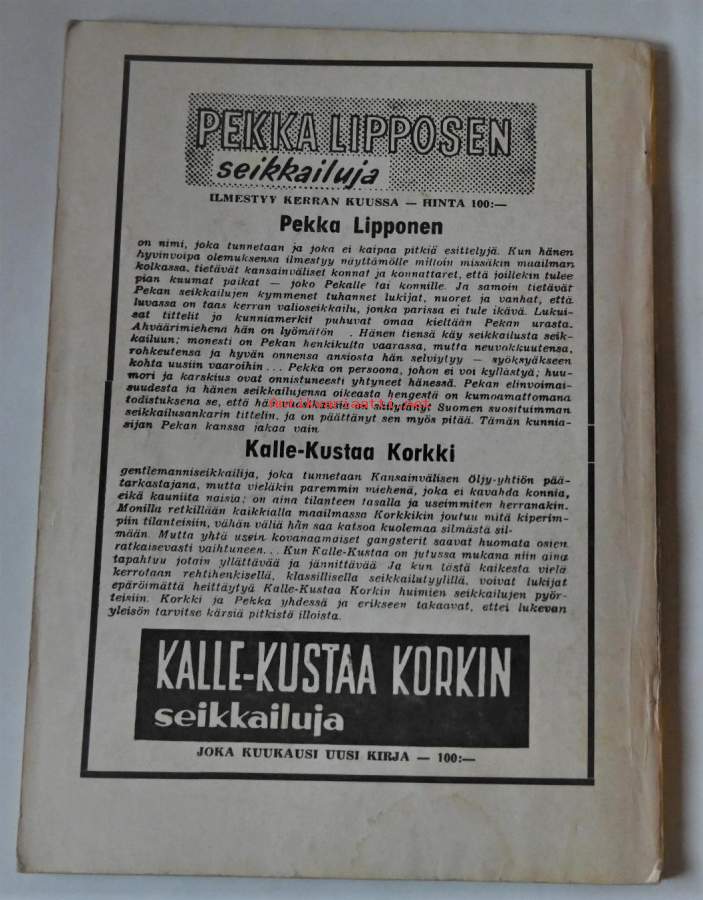 PEKKA LIPPOSEN
seikkailuja
ILMESTYY KERRAN KUUSSA — HINTA 100:—
Pekka Lipponen
on nimi, joka tunnetaan ja joka ei kaipaa pitkiä esittelyjä. Kun hänen
hyvinvoipa olemuksensa ilmestyy näyttämölle milloin missäkin maailman
kolkassa, tietävät kansainväliset konnat ja konnattaret, että joillekin tulee
pian kuumat paikat — joko Pekalle tai konnille. Ja samoin tietävät
Pekan seikkailujen kymmenet tuhannet lukijat, nuoret ja vanhat, että
luvassa on taas kerran valioseikkailu, jonka parissa ei tule ikävä. Lukui-
sat tittelit ja kunniamerkit puhuvat omaa kieltään Pekan urasta.
Ahväärimiehenä hän on lyömätön . Hänen tiensä käy seikkailusta seik-
kailuun; monesti on Pekan henkikulta vaarassa, mutta neuvokkuutensa,
rohkeutensa ja hyvän onnensa ansiosta hän selviytyy — syöksyäkseen
kohta uusiin vaaroihin... Pekka on persoona, johon ei voi kyllästyä; huu-
mori ja karskius ovat onnistuneesti yhtyneet hänessä. Pekan elinvoimai-
suudesta ja hänen seikkailujensa oikeasta hengestä on kumoamattomana
todistuksena se, että hän on säilyttänyt Suomen suosituimman
seikkailusankarin tittelin, ja on päättänyt sen myös pitää. Tämän kunnia-
sijan Pekan kanssa jakaa vain
Kalle-Kustaa Korkki
gentlemanniseikkailija, joka tunnetaan Kansainvälisen Öljy-yhtiön pää-
tarkastajana, mutta vieläkin paremmin miehenä, joka ei kavahda konnia,
eikä kauniita naisia; on aina tilanteen tasalla ja useimmiten herranakin.
Monilla retkillään kaikkialla maailmassa Korkkikin joutuu mitä kiperim-
piin tilanteisiin, vähän väliä hän saa katsoa kuolemaa silmästä sil-
mään. Mutta yhtä usein kovanaamaiset gangsterit saavat huomata osien
ratkaisevasti vaihtuneen... Kun Kalle-Kustaa on jutussa mukana niin aina
tapahtuu jotain yllättävää ja jännittävää Ja kun tästä kaikesta vielä
kerrotaan rehtihenkisellä, klassillisella seikkailutyylillä, voivat lukijat
epäröimättä heittäytyä Kalle-Kustaa Korkin huimien seikkailujen pyör-
teisiin. Korkki ja Pekka yhdessä ja erikseen takaavat, ettei lukevan
yleisön tarvitse kärsiä pitkistä illoista.
KALLE-KUSTAA KORKIN
seikkailuja
JOKA KUUKAUSI UUSI KIRJA — 100:—